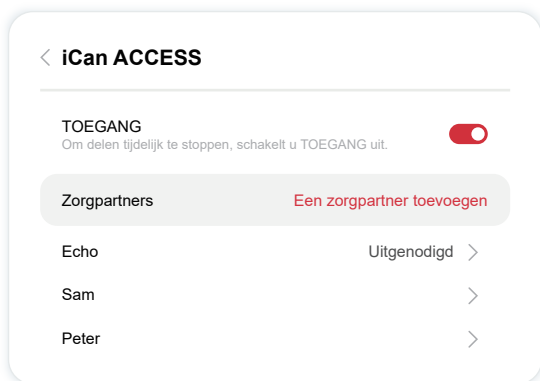 iCan ACCESS
TOEGANG
Om delen tijdelijk te stoppen, schakelt u TOEGANG uit.
Zorgpartners Een zorgpartner toevoegen
Echo Uitgenodigd
Sam
Peter